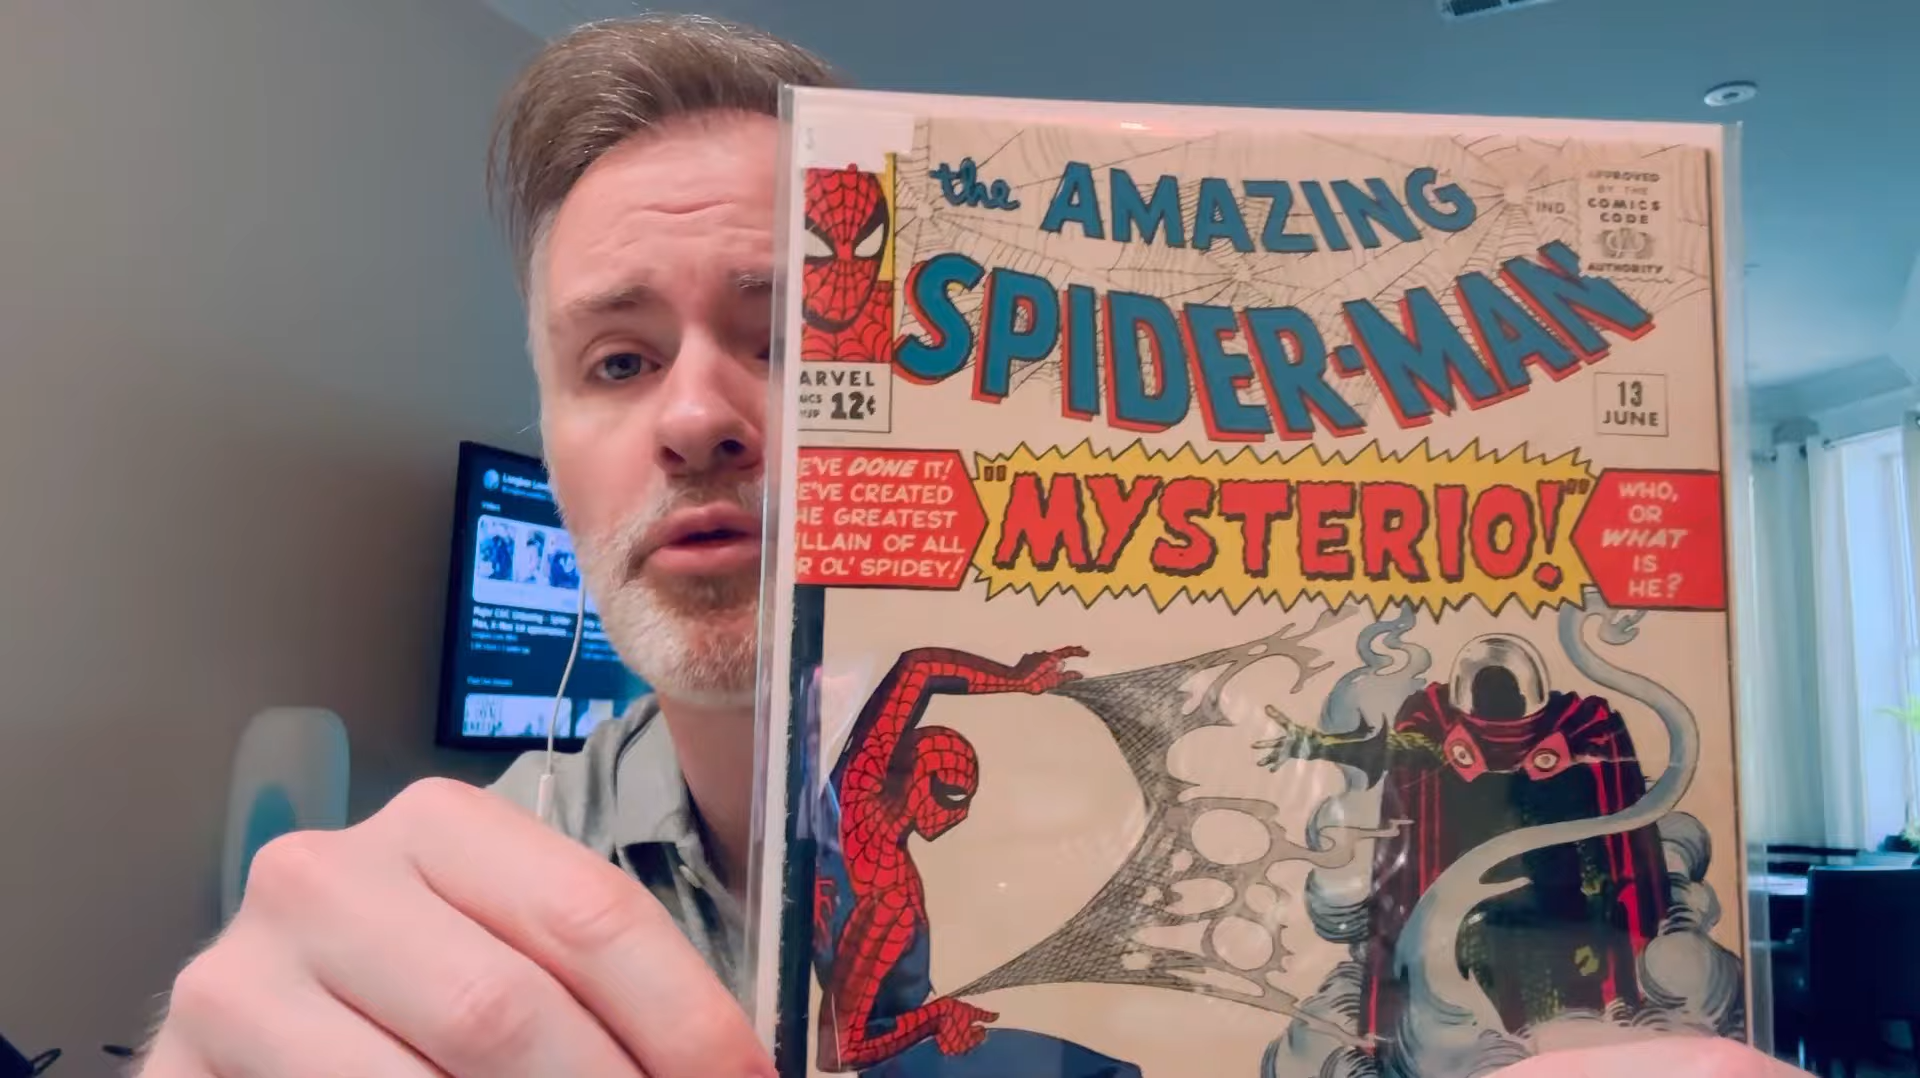 the AMAZING
SPIDER-MAN
IND
APPROVED
BY THE
COMICS
CODE
AUTHORITY
ARVEL
12¢
13
JUNE
E'VE DONE IT!
E'VE CREATED
HE GREATEST
ILLAIN OF ALL
R OL' SPIDEY!
"MYSTERIO!"
WHO,
OR
WHAT
IS
HE?